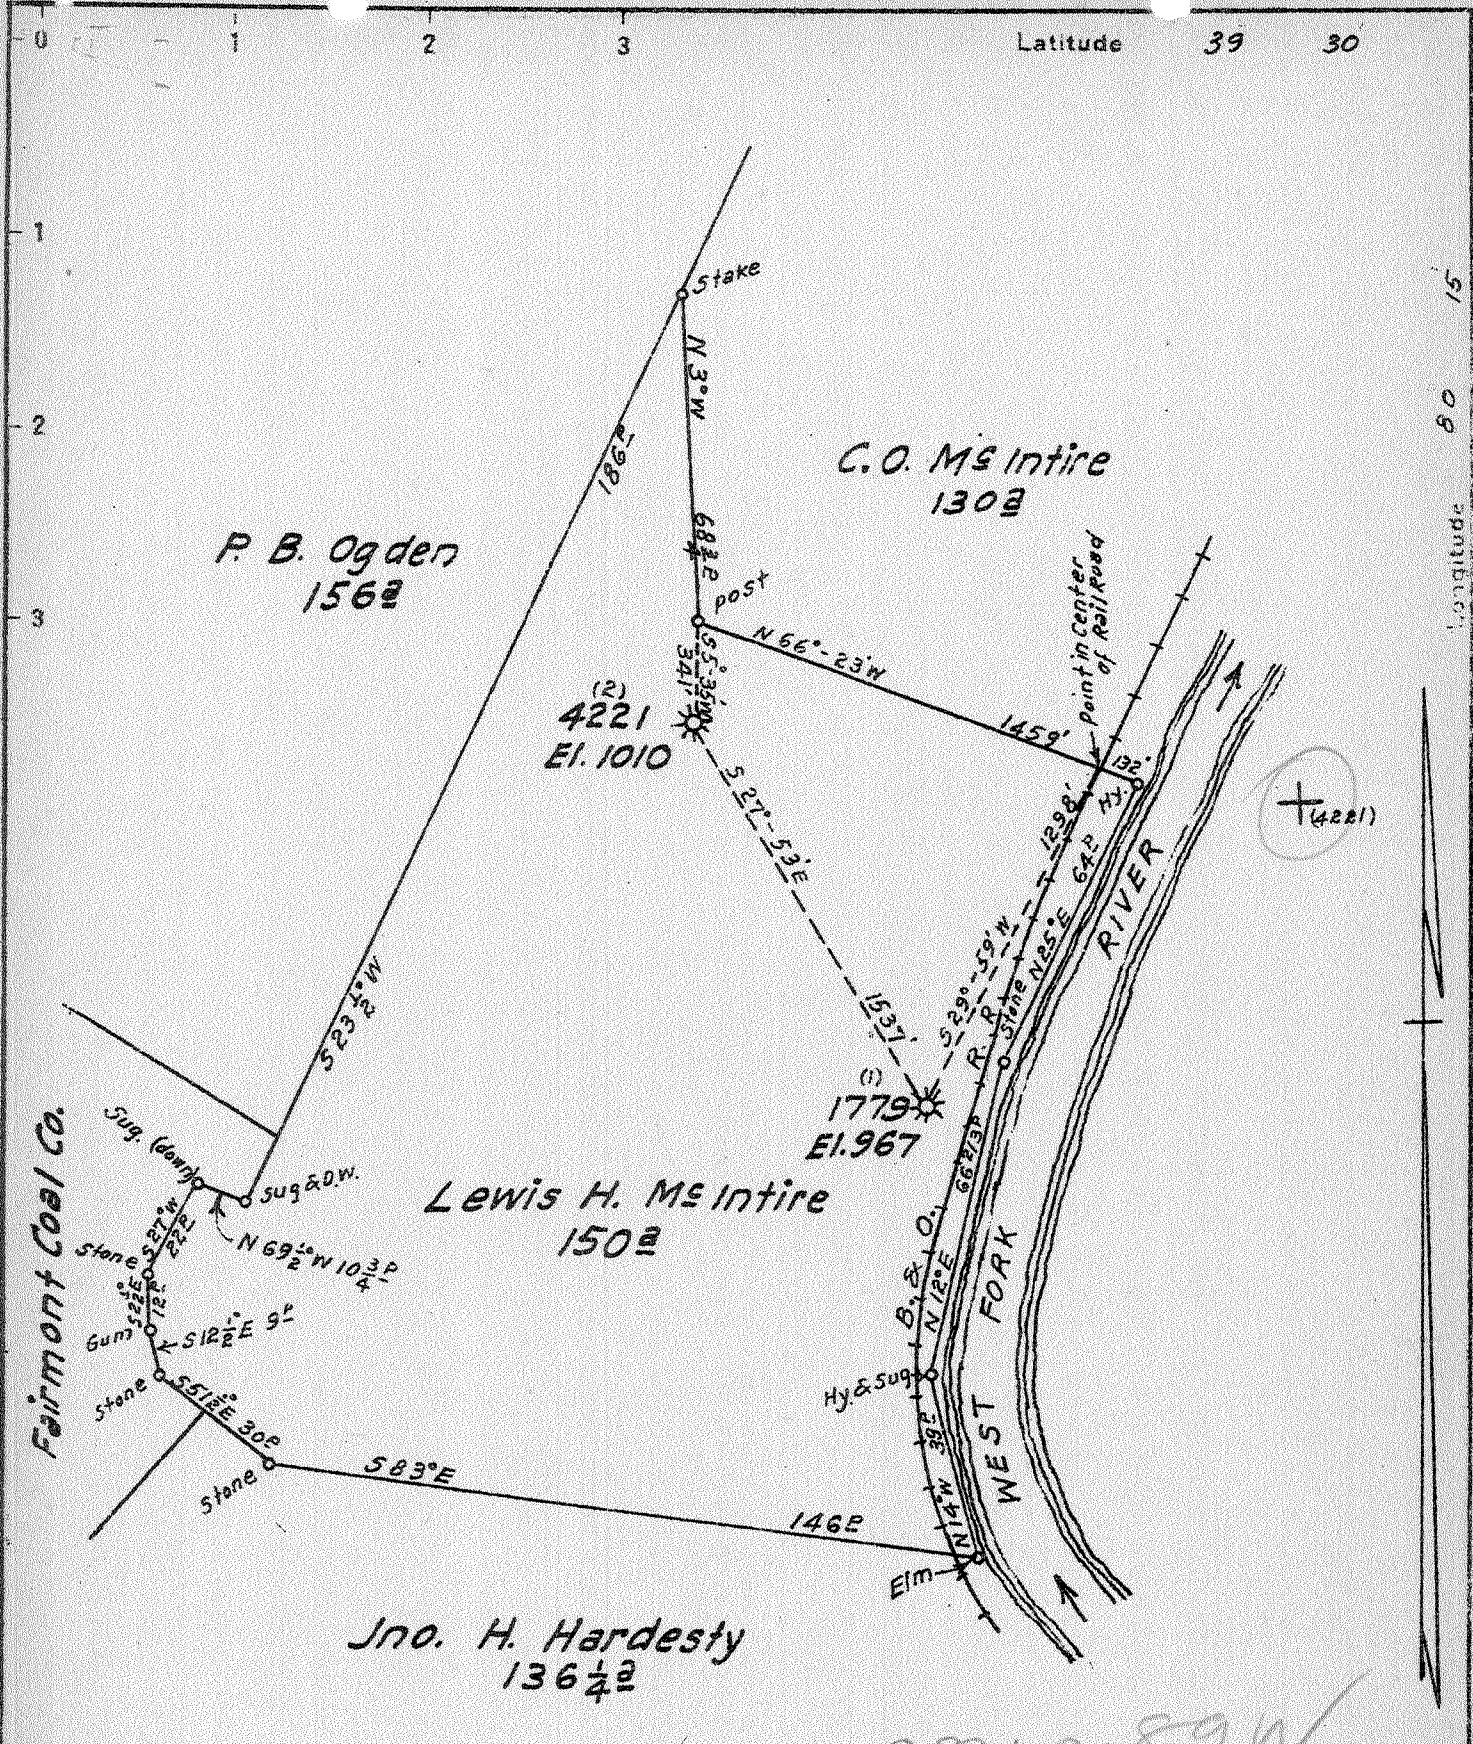 0 1 2 3 Latitude 39 30
1
2
3
15
80
Longitude
Stake
N 3° W
68 3/4 P
186 P
S 23 1/2° W
C. O. Mc Intire
130 a
P. B. Ogden
156 a
post
Point in Center
of Rail Road
N 66°-23' W
1459'
132'
S 5°-35' W
341'
(2)
4221
El. 1010
S 27°-53' E
1537'
1298'
S 29°-59' W
Hy.
64 P
N 25° E
Stone
RIVER
(4221)
(1)
1779
El. 967
B. & O. R. R.
66 2/3 P
N 12° E
WEST FORK
Lewis H. Mc Intire
150 a
Fairmont Coal Co.
Sug. (down)
Sug & D.W.
S 27° W
22 P
N 69 1/2° W 10 3/4 P
Stone
S 22° E
12 P
Gum
S 12 1/2° E 9 P
Stone
S 51 1/2° E 30 P
Stone
S 83° E
146 P
Hy. & Sug
39 P
N 14° W
Elm
Jno. H. Hardesty
136 1/4 a
89 W